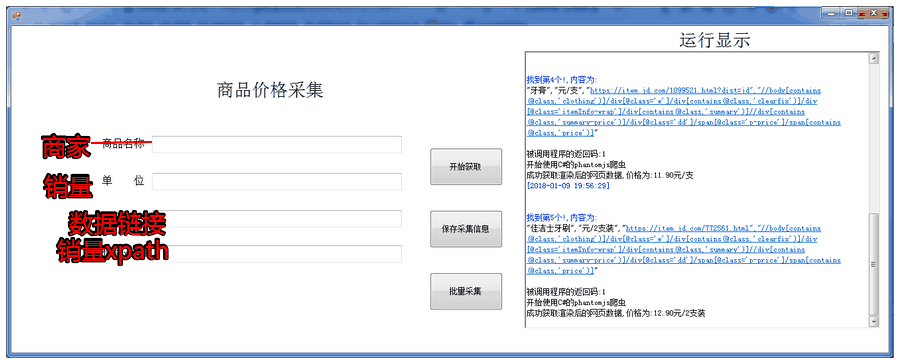 运行显示
商品价格采集
商家
商品名称
销量
单 位
数据链接
销量xpath
开始获取
保存采集信息
批量采集
找到第4个!,内容为:
"牙膏","元/支","https://item.jd.com/1099521.html?dist=jd","//body[contains
(@class,'clothing')]/div[@class='w']/div[contains(@class,'clearfix')]/div
[@class='itemInfo-wrap']/div[contains(@class,'summary')]//div[contains
(@class,'summary-price')]/div[@class='dd']/span[@class='p-price']/span[contains
(@class,'price')]"
被调用程序的返回码:1
开始使用C#的phantomjs爬虫
成功获取渲染后的网页数据,价格为:11.90元/支
[2018-01-09 19:56:29]
找到第5个!,内容为:
"佳洁士牙刷","元/2支装","https://item.jd.com/772561.html","//body[contains
(@class,'clothing')]/div[@class='w']/div[contains(@class,'clearfix')]/div
[@class='itemInfo-wrap']/div[contains(@class,'summary')]//div[contains
(@class,'summary-price')]/div[@class='dd']/span[@class='p-price']/span[contains
(@class,'price')]"
被调用程序的返回码:1
开始使用C#的phantomjs爬虫
成功获取渲染后的网页数据,价格为:12.90元/2支装